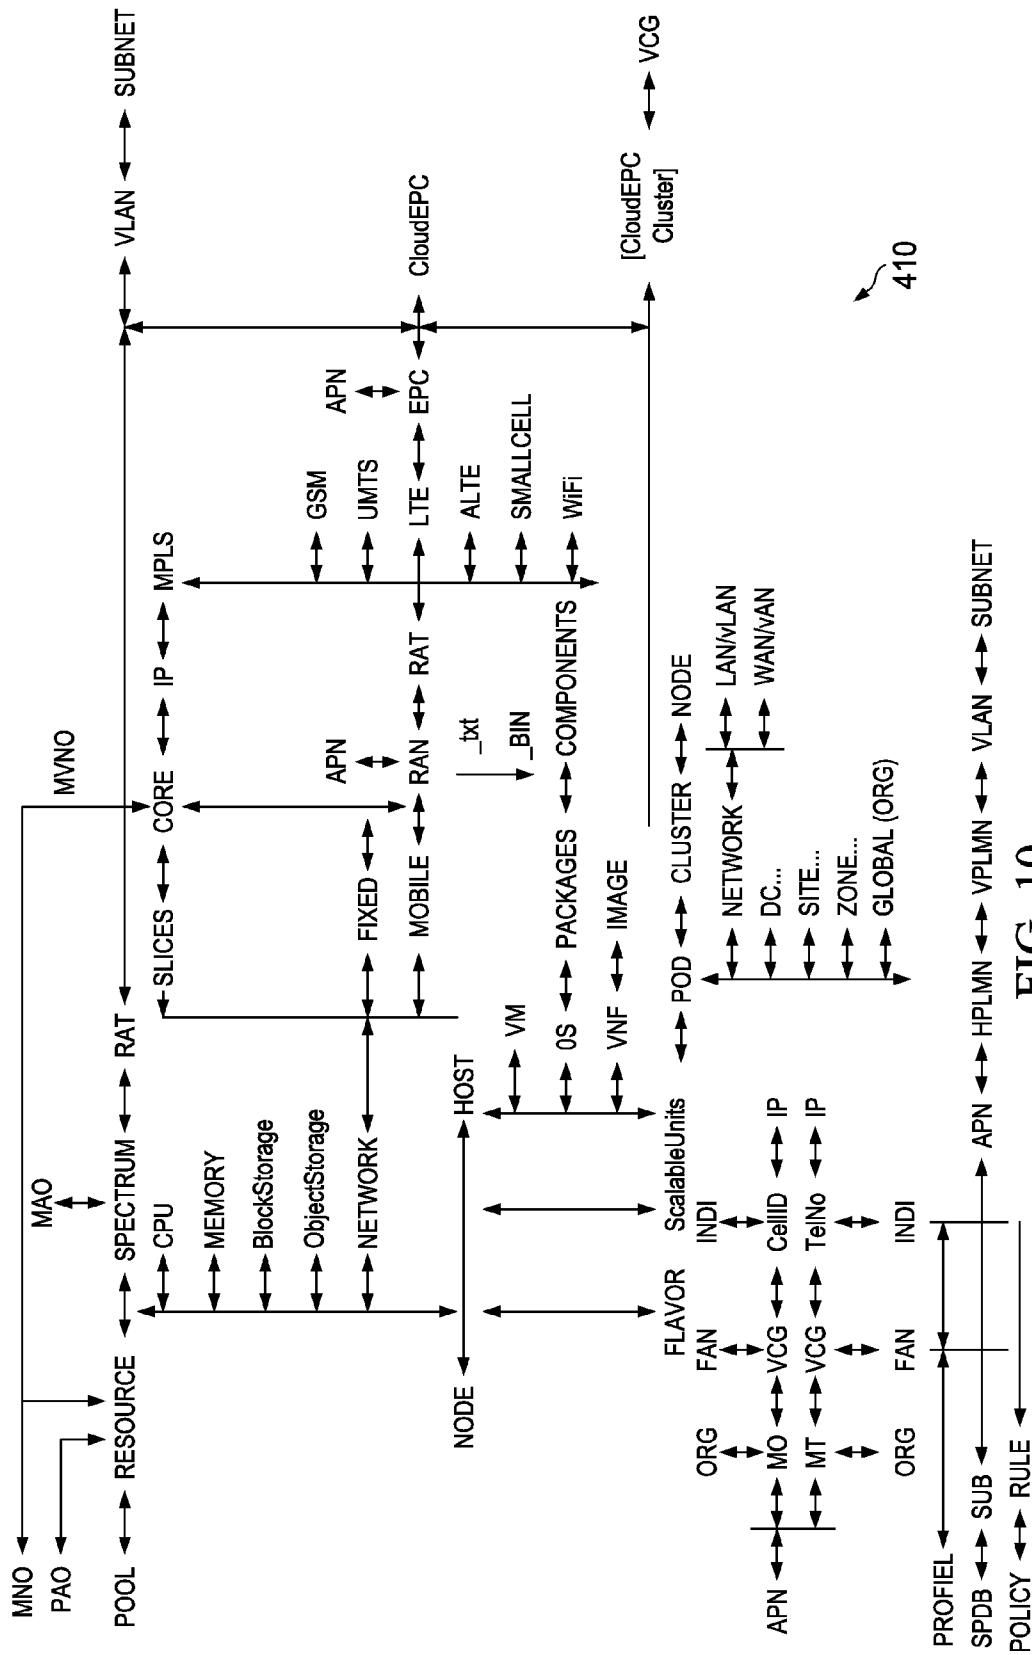 MNO
MVNO
PAO
MAO
POOL
RESOURCE
SPECTRUM
RAT
VLAN
SUBNET
CPU
SLICES
CORE
IP
MPLS
MEMORY
BlockStorage
ObjectStorage
GSM
APN
APN
NETWORK
FIXED
UMTS
MOBILE
RAN
RAT
LTE
EPC
CloudEPC
NODE
HOST
_txt
ALTE
VM
_BIN
SMALLCELL
0S
PACKAGES
COMPONENTS
WiFi
VNF
IMAGE
[CloudEPC
Cluster]
VCG
FLAVOR
ScalableUnits
POD
CLUSTER
NODE
ORG
FAN
INDI
NETWORK
LAN/vLAN
APN
MO
VCG
CellID
IP
DC...
WAN/vAN
MT
VCG
TelNo
IP
SITE...
ZONE...
ORG
FAN
INDI
GLOBAL (ORG)
410
PROFIEL
SPDB
SUB
APN
HPLMN
VPLMN
VLAN
SUBNET
POLICY
RULE